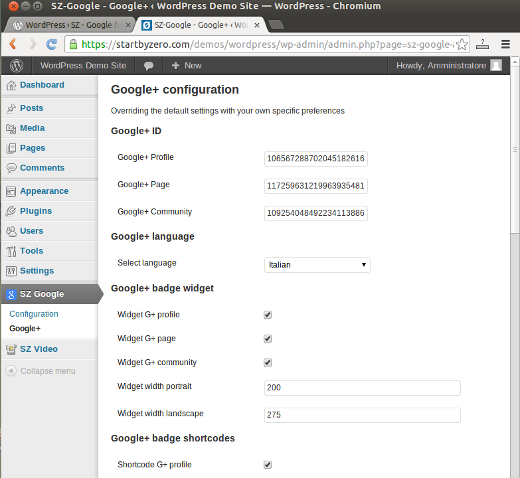 SZ-Google - Google+ ‹ WordPress Demo Site — WordPress - Chromium
WordPress › SZ - Google
SZ-Google - Google+ ‹ W
https://startbyzero.com/demos/wordpress/wp-admin/admin.php?page=sz-google-
WordPress Demo Site
+ New
Howdy, Amministratore
Dashboard
Posts
Media
Pages
Comments
Appearance
Plugins
Users
Tools
Settings
SZ Google
Configuration
Google+
SZ Video
Collapse menu
Google+ configuration
Overriding the default settings with your own specific preferences
Google+ ID
Google+ Profile
106567288702045182616
Google+ Page
117259631219963935481
Google+ Community
109254048492234113886
Google+ language
Select language
Italian
Google+ badge widget
Widget G+ profile
Widget G+ page
Widget G+ community
Widget width portrait
200
Widget width landscape
275
Google+ badge shortcodes
Shortcode G+ profile